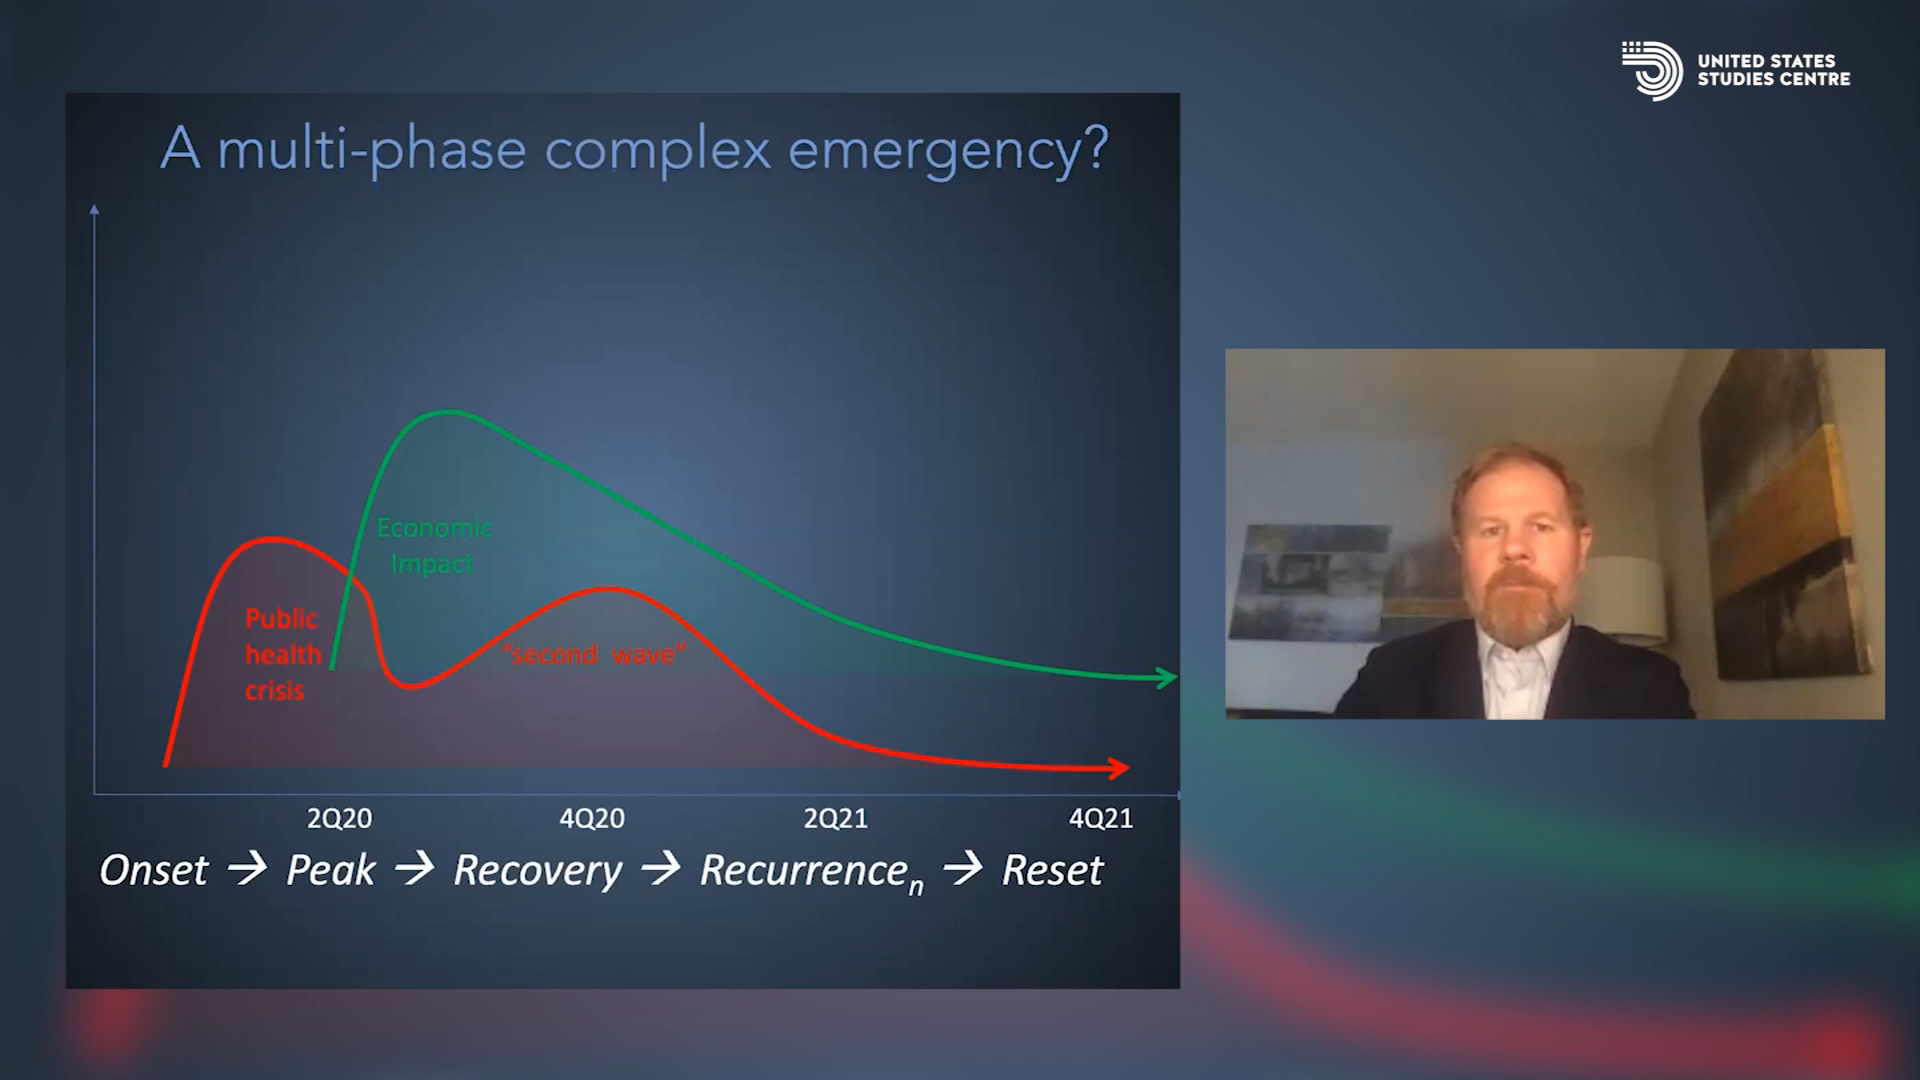 UNITED STATES
STUDIES CENTRE
A multi-phase complex emergency?
Economic
Impact
Public
health
crisis
"second wave"
2Q20 4Q20 2Q21 4Q21
Onset → Peak → Recovery → Recurrenceₙ → Reset